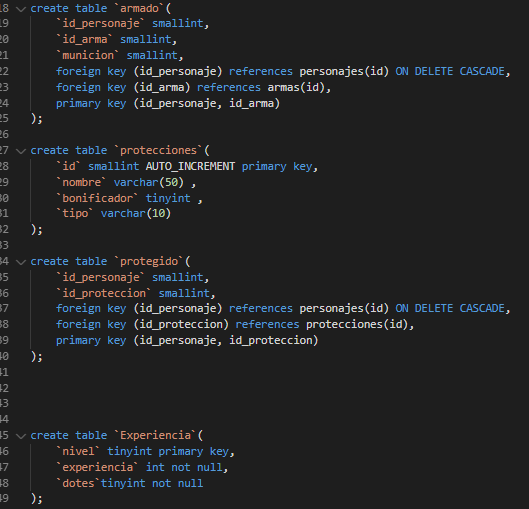 18 create table `armado`(
19 `id_personaje` smallint,
20 `id_arma` smallint,
21 `municion` smallint,
22 foreign key (id_personaje) references personajes(id) ON DELETE CASCADE,
23 foreign key (id_arma) references armas(id),
24 primary key (id_personaje, id_arma)
25 );
26
27 create table `protecciones`(
28 `id` smallint AUTO_INCREMENT primary key,
29 `nombre` varchar(50) ,
30 `bonificador` tinyint ,
31 `tipo` varchar(10)
32 );
33
34 create table `protegido`(
35 `id_personaje` smallint,
36 `id_proteccion` smallint,
37 foreign key (id_personaje) references personajes(id) ON DELETE CASCADE,
38 foreign key (id_proteccion) references protecciones(id),
39 primary key (id_personaje, id_proteccion)
40 );
41
42
43
44
45 create table `Experiencia`(
46 `nivel` tinyint primary key,
47 `experiencia` int not null,
48 `dotes`tinyint not null
49 );